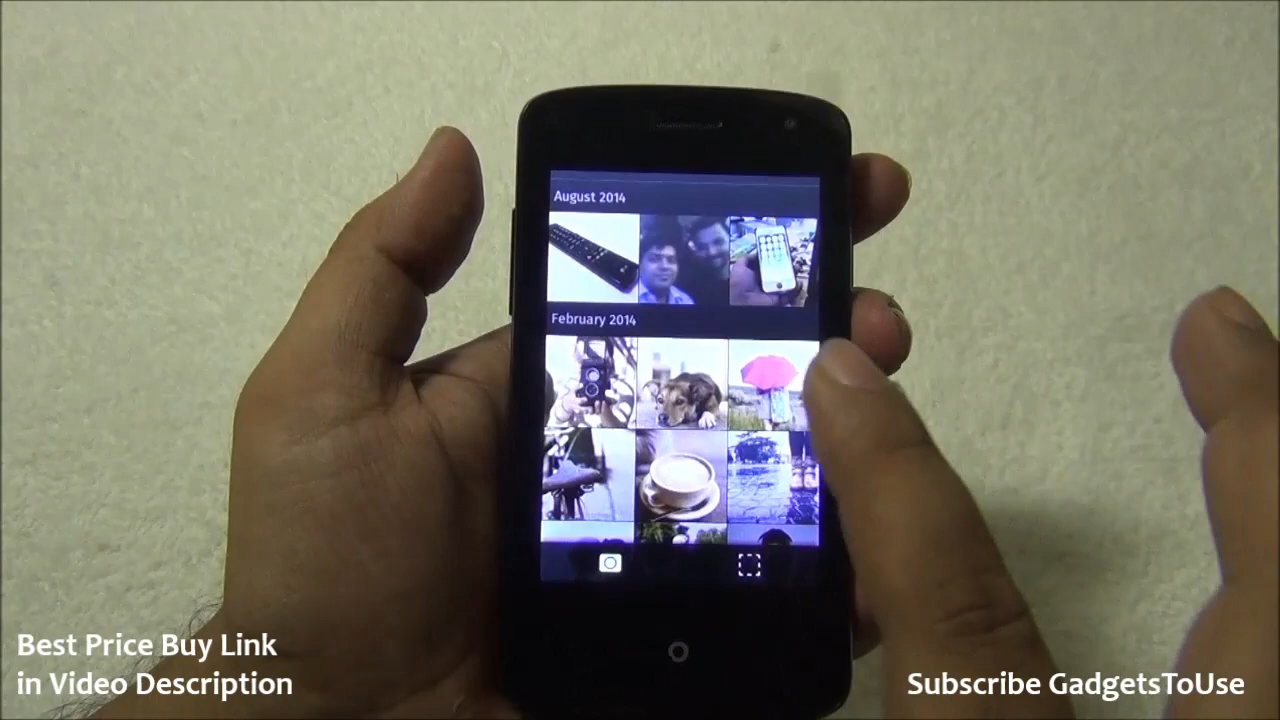 August 2014
February 2014
Best Price Buy Link
in Video Description
Subscribe GadgetsToUse